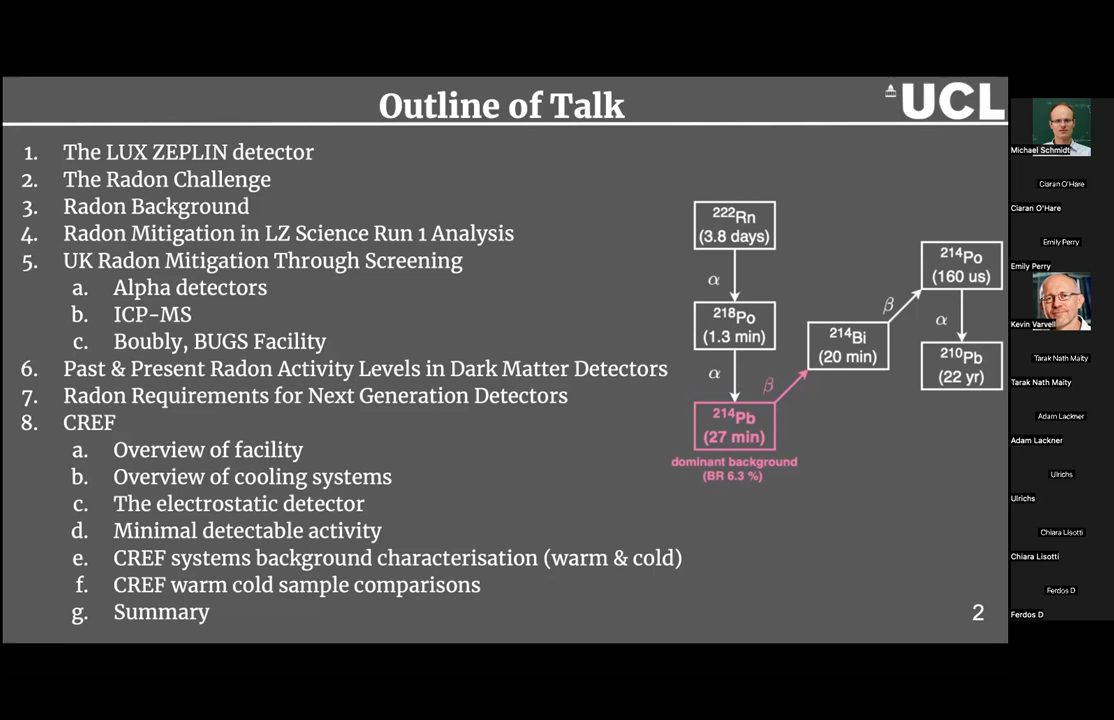 Outline of Talk
UCL
1. The LUX ZEPLIN detector
2. The Radon Challenge
3. Radon Background
4. Radon Mitigation in LZ Science Run 1 Analysis
5. UK Radon Mitigation Through Screening
a. Alpha detectors
b. ICP-MS
c. Boubly, BUGS Facility
6. Past & Present Radon Activity Levels in Dark Matter Detectors
7. Radon Requirements for Next Generation Detectors
8. CREF
a. Overview of facility
b. Overview of cooling systems
c. The electrostatic detector
d. Minimal detectable activity
e. CREF systems background characterisation (warm & cold)
f. CREF warm cold sample comparisons
g. Summary
²²²Rn
(3.8 days)
α
²¹⁸Po
(1.3 min)
α
²¹⁴Pb
(27 min)
dominant background
(BR 6.3 %)
β
²¹⁴Bi
(20 min)
β
²¹⁴Po
(160 us)
α
²¹⁰Pb
(22 yr)
2
Michael Schmidt
Ciaran O'Hare
Ciaran O'Hare
Emily Perry
Emily Perry
Kevin Varvell
Tarak Nath Maity
Tarak Nath Maity
Adam Lackner
Adam Lackner
Ulrichs
Ulrichs
Chiara Lisotti
Chiara Lisotti
Ferdos D
Ferdos D